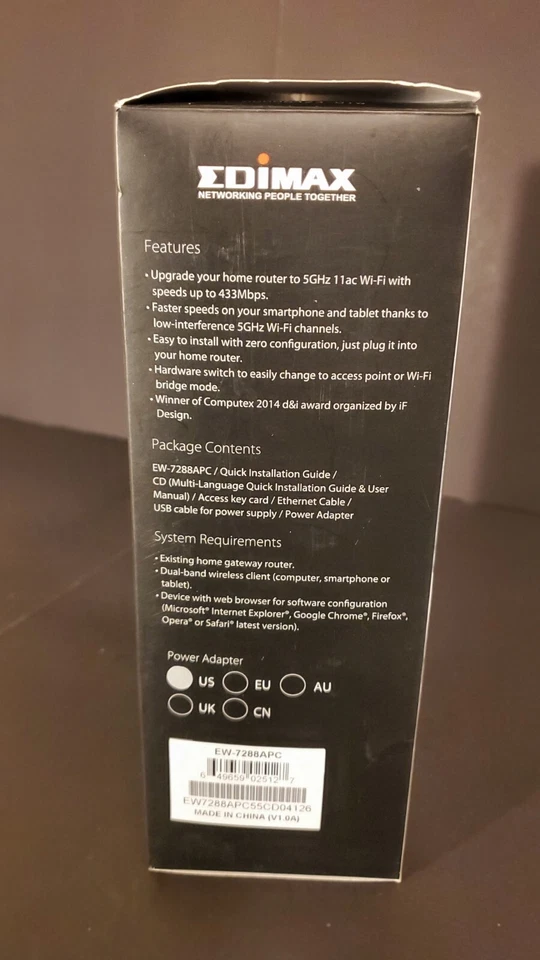 EDIMAX
NETWORKING PEOPLE TOGETHER
Features
• Upgrade your home router to 5GHz 11ac Wi-Fi with
speeds up to 433Mbps.
• Faster speeds on your smartphone and tablet thanks to
low-interference 5GHz Wi-Fi channels.
• Easy to install with zero configuration, just plug it into
your home router.
• Hardware switch to easily change to access point or Wi-Fi
bridge mode.
• Winner of Computex 2014 d&i award organized by iF
Design.
Package Contents
EW-7288APC / Quick Installation Guide /
CD (Multi-Language Quick Installation Guide & User
Manual) / Access key card / Ethernet Cable /
USB cable for power supply / Power Adapter
System Requirements
• Existing home gateway router.
• Dual-band wireless client (computer, smartphone or
tablet).
• Device with web browser for software configuration
(Microsoft® Internet Explorer®, Google Chrome®, Firefox®,
Opera® or Safari® latest version).
Power Adapter
US EU AU
UK CN
EW-7288APC
6 49659 02512 7
EW7288APC55CD04126
MADE IN CHINA (V1.0A)